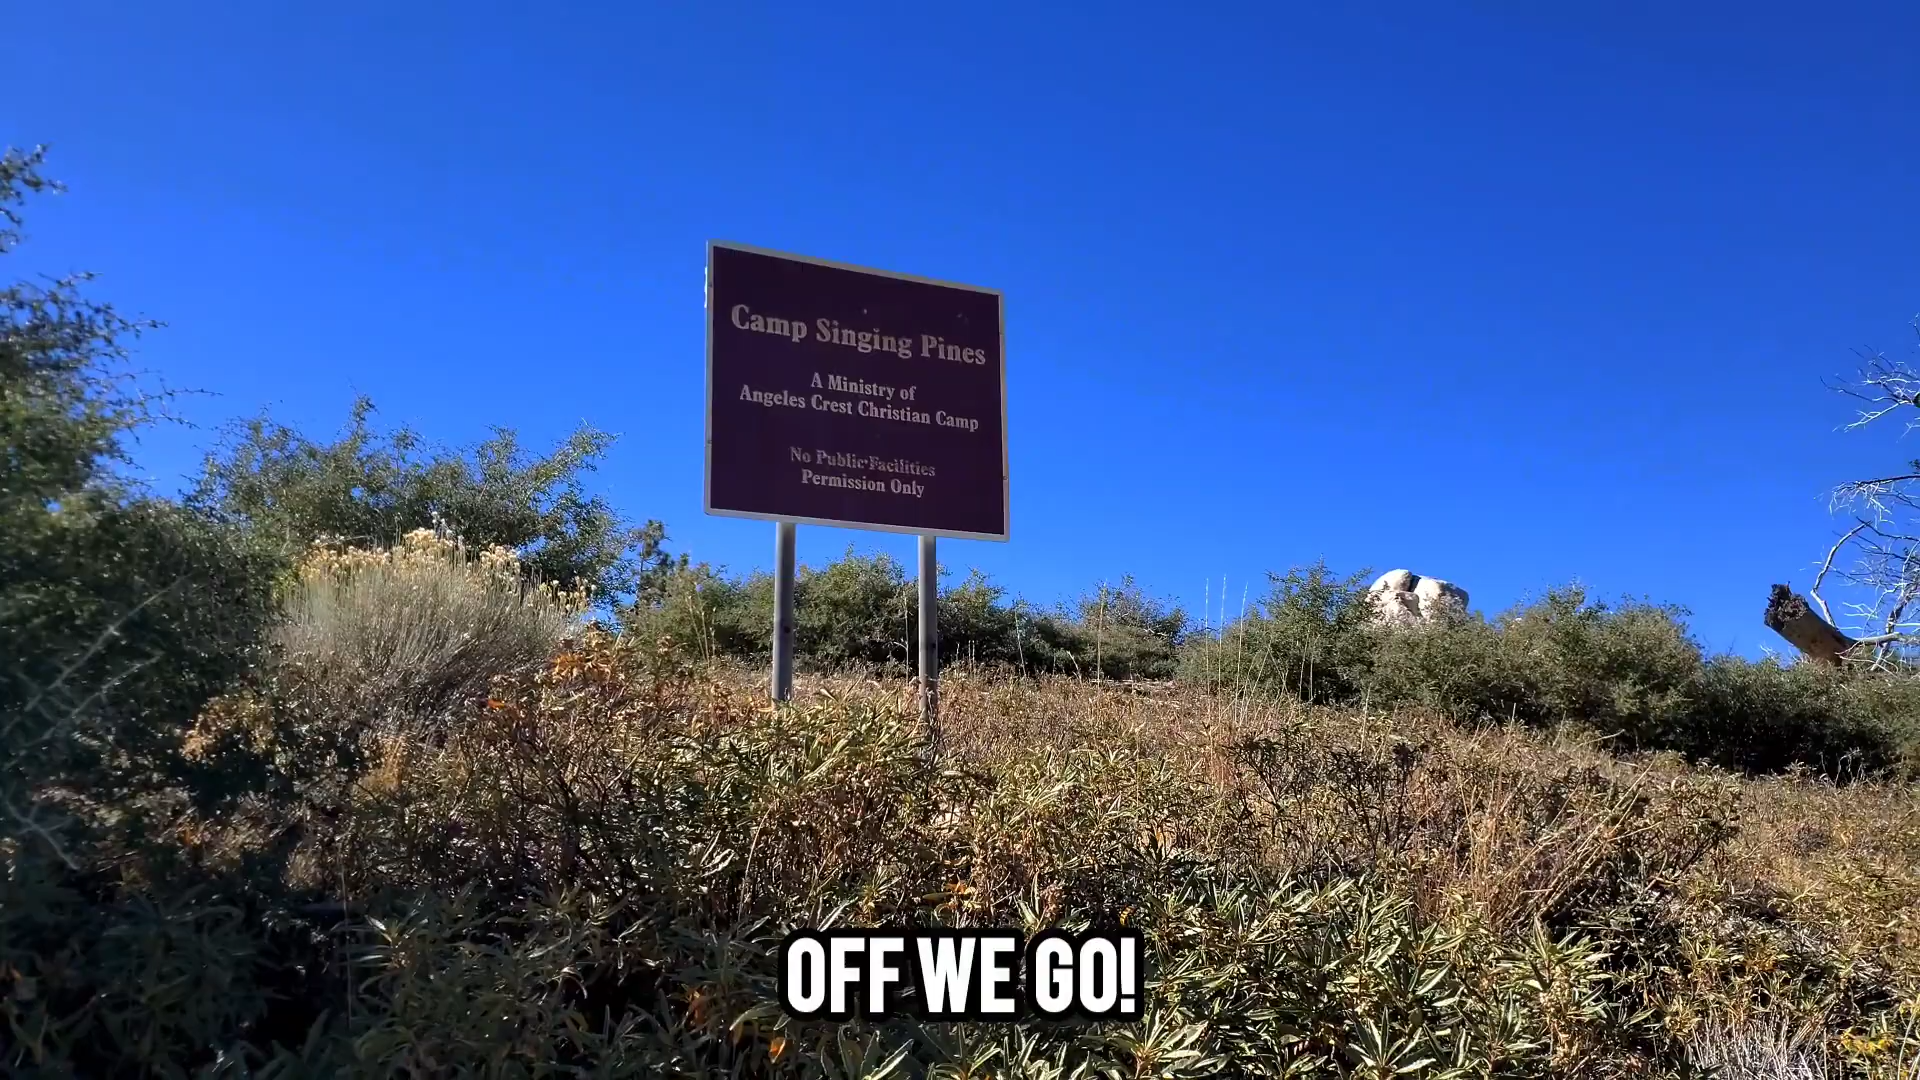 Camp Singing Pines
A Ministry of
Angeles Crest Christian Camp
No Public Facilities
Permission Only
OFF WE GO!